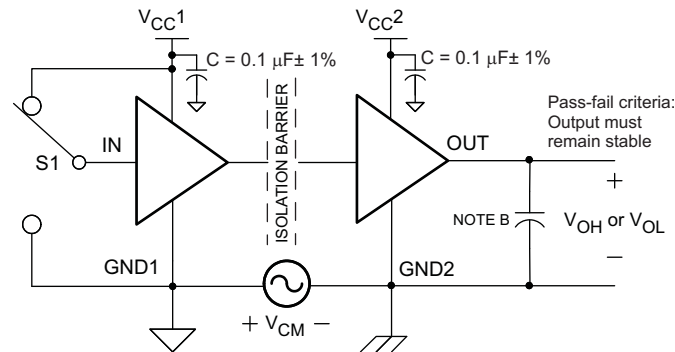 VCC1
VCC2
C = 0.1 µF± 1%
C = 0.1 µF± 1%
Pass-fail criteria:
Output must
remain stable
IN
OUT
S1
ISOLATION BARRIER
+
NOTE B
VOH or VOL
–
GND1
GND2
+ VCM –